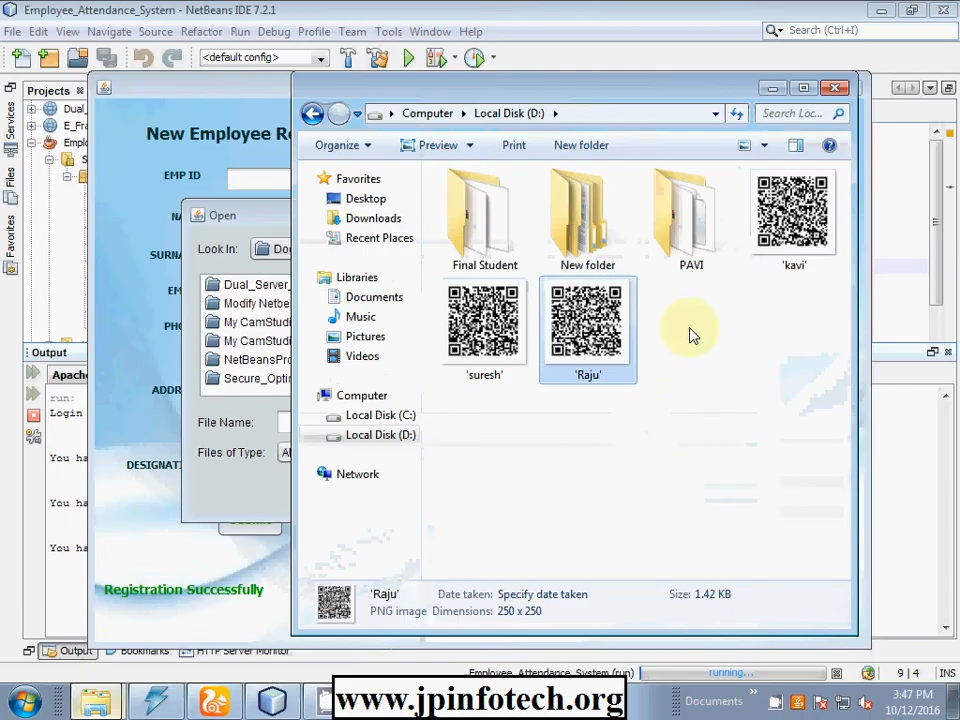 Employee_Attendance_System - NetBeans IDE 7.2.1
File Edit View Navigate Source Refactor Run Debug Profile Team Tools Window Help
Search (Ctrl+I)
<default config>
Projects
Services
Files
Favorites
New Employee Re
EMP ID
Open
Look In:
Dual_Server_
Modify Netbe
My CamStudi
My CamStudi
NetBeansPro
Secure_Optin
File Name:
Files of Type:
DESIGNATI
Registration Successfully
Computer
Local Disk (D:)
Search Loc...
Organize
Preview
Print
New folder
Favorites
Desktop
Downloads
Recent Places
Libraries
Documents
Music
Pictures
Videos
Computer
Local Disk (C:)
Local Disk (D:)
Network
Final Student
New folder
PAVI
'kavi'
'suresh'
'Raju'
'Raju'
Date taken: Specify date taken
Size: 1.42 KB
PNG image
Dimensions: 250 x 250
Output
run:
Login
You ha
You ha
You ha
Output
Bookmarks
HTTP Server Monitor
Employee_Attendance_System (run)
running...
9 | 4
INS
www.jpinfotech.org
Documents
3:47 PM
10/12/2016